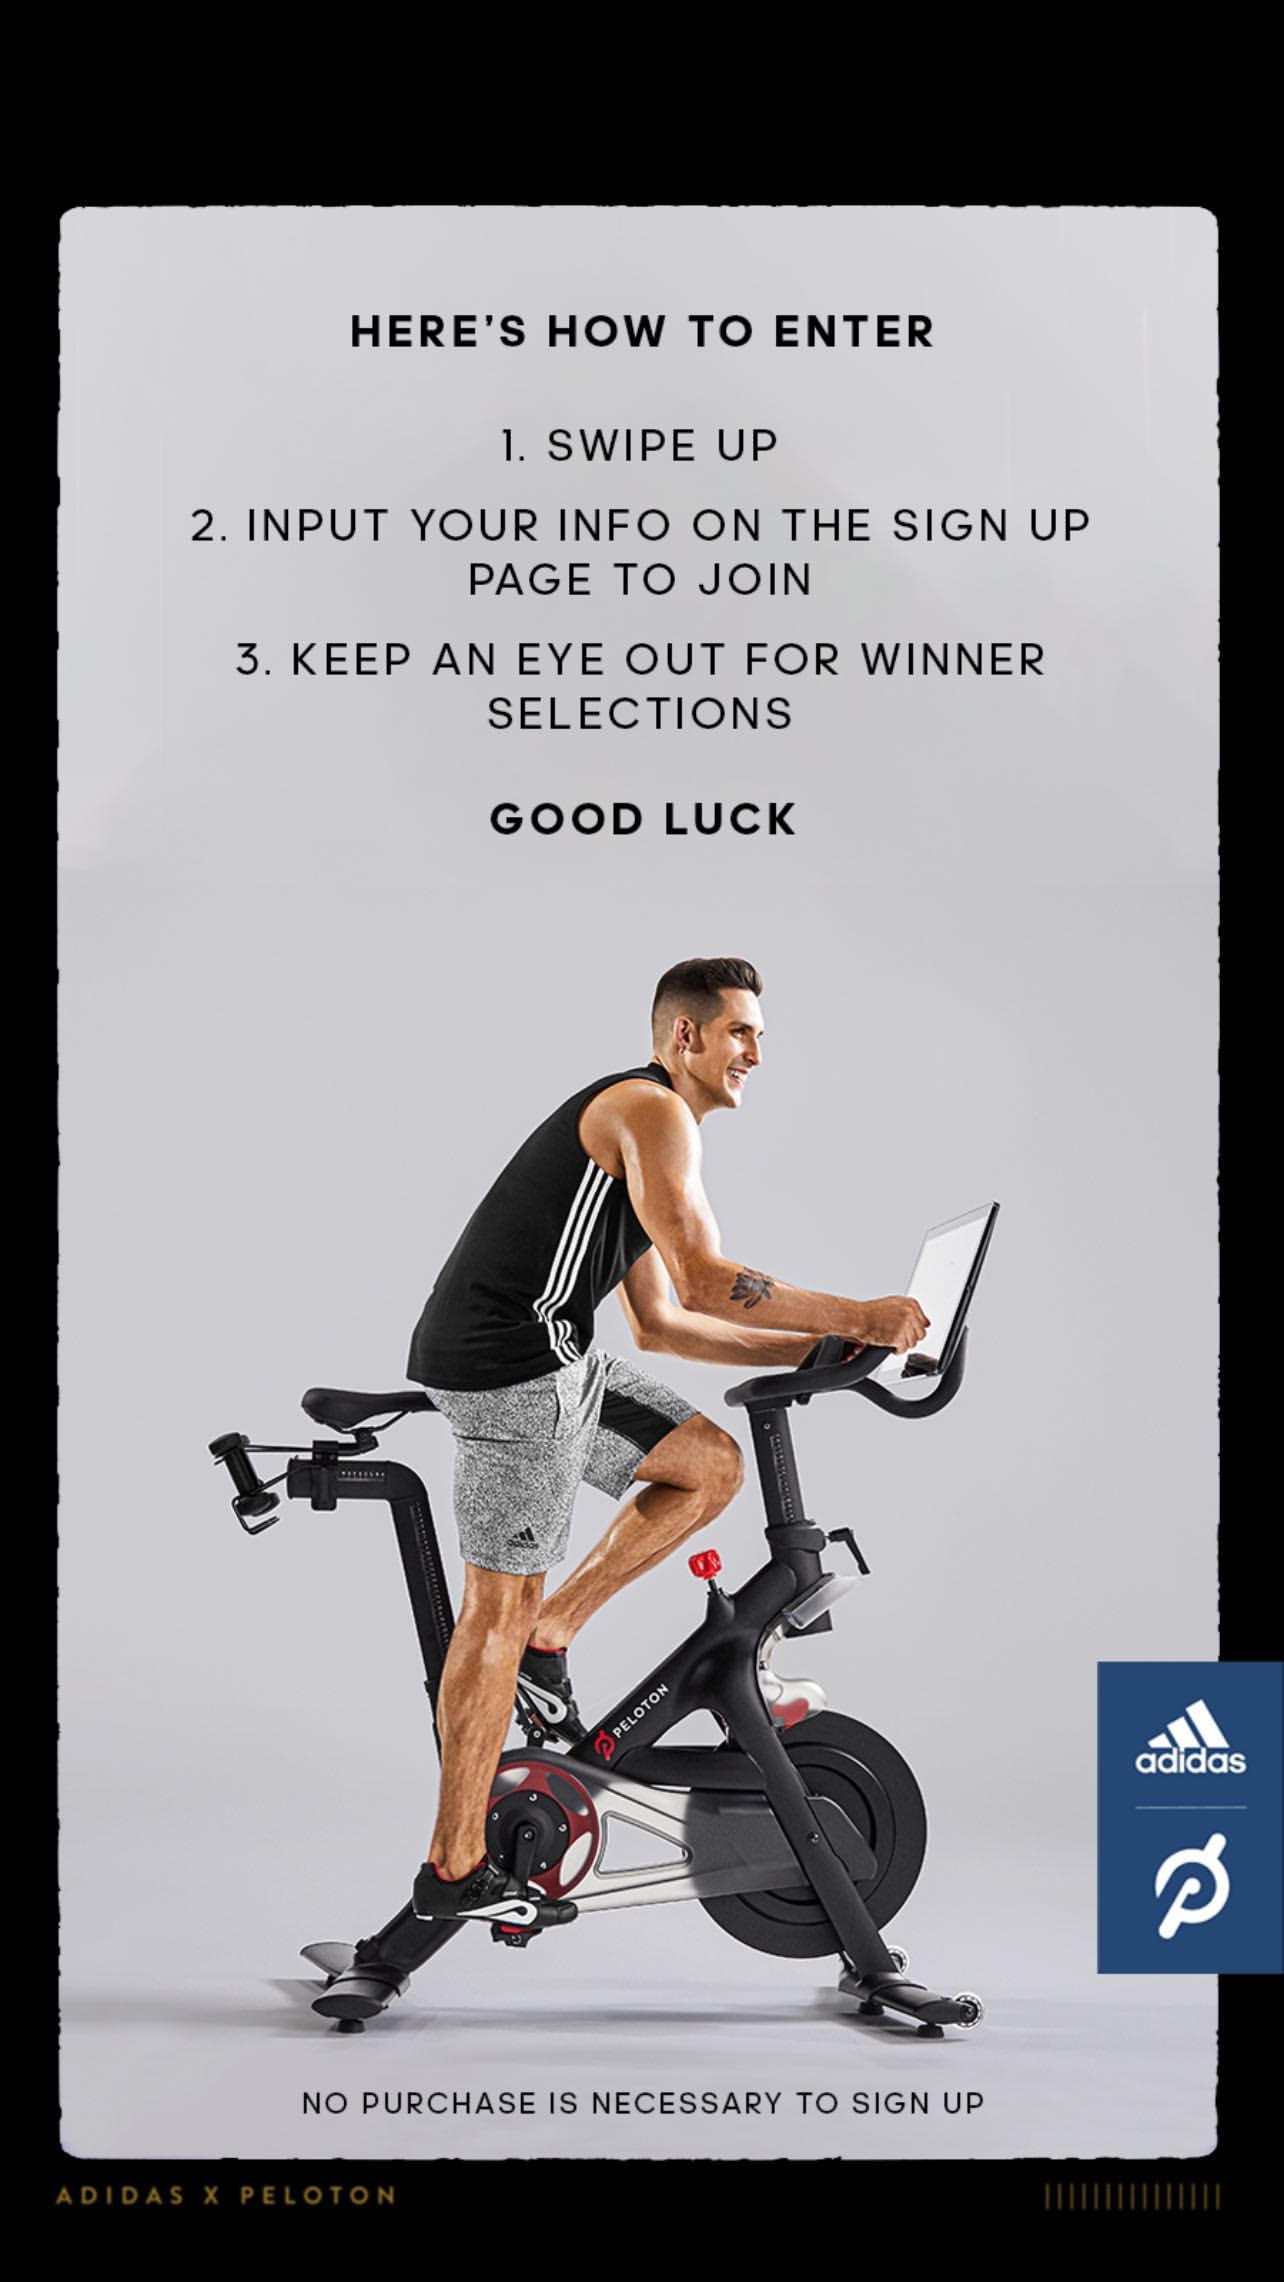 HERE'S HOW TO ENTER
1. SWIPE UP
2. INPUT YOUR INFO ON THE SIGN UP
PAGE TO JOIN
3. KEEP AN EYE OUT FOR WINNER
SELECTIONS
GOOD LUCK
adidas
PELOTON
adidas
NO PURCHASE IS NECESSARY TO SIGN UP
ADIDAS X PELOTON